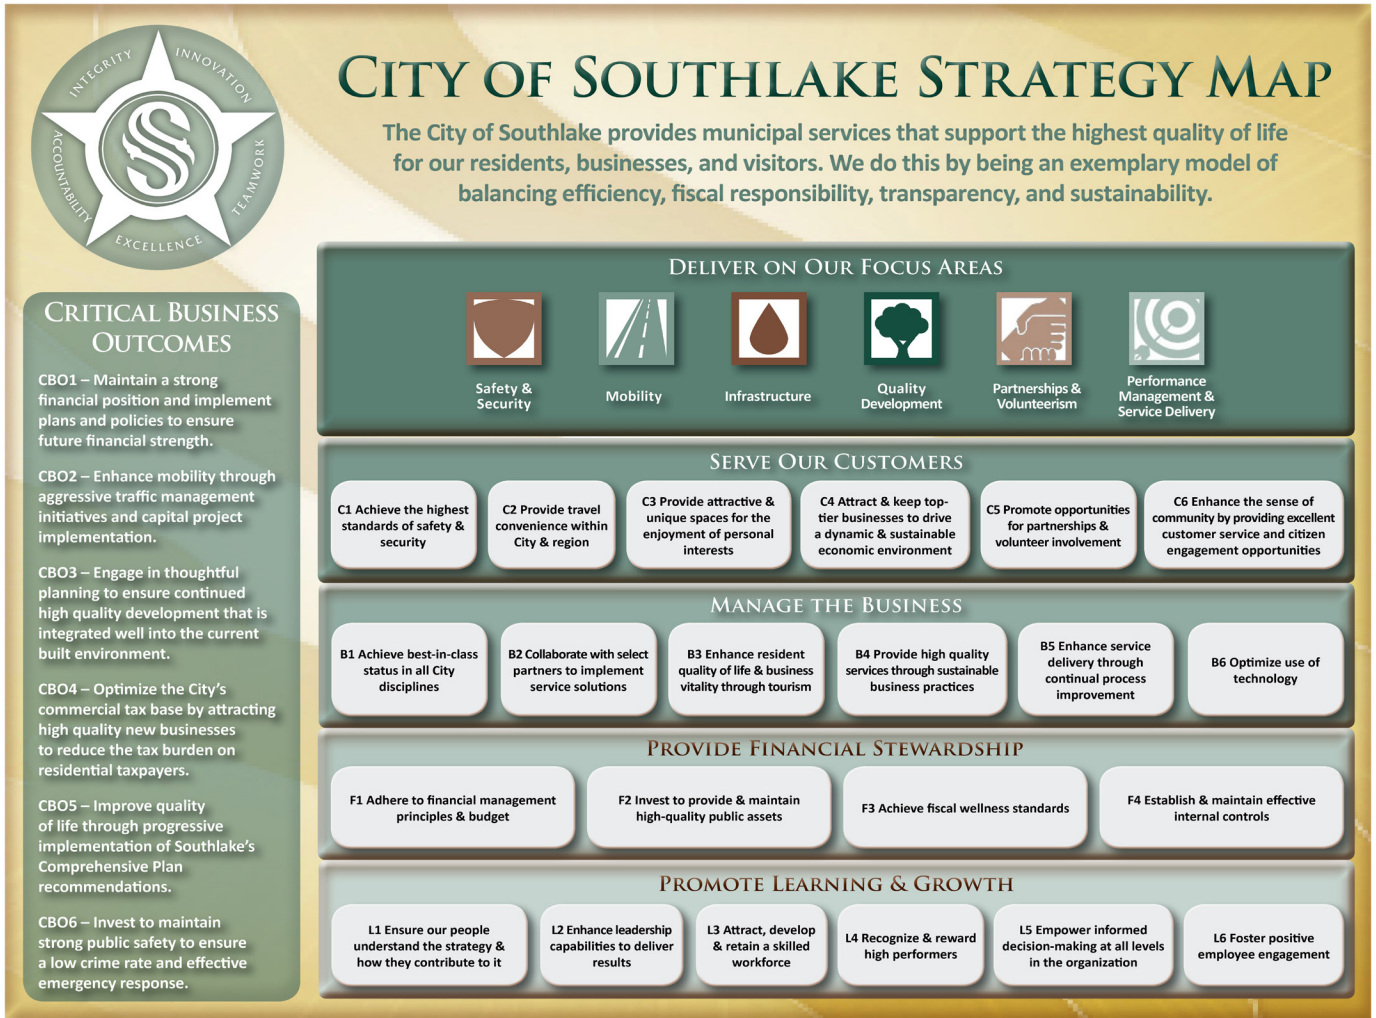 INTEGRITY
INNOVATION
TEAMWORK
EXCELLENCE
ACCOUNTABILITY
S
CITY OF SOUTHLAKE STRATEGY MAP
The City of Southlake provides municipal services that support the highest quality of life
for our residents, businesses, and visitors. We do this by being an exemplary model of
balancing efficiency, fiscal responsibility, transparency, and sustainability.
CRITICAL BUSINESS
OUTCOMES
CBO1 – Maintain a strong
financial position and implement
plans and policies to ensure
future financial strength.
CBO2 – Enhance mobility through
aggressive traffic management
initiatives and capital project
implementation.
CBO3 – Engage in thoughtful
planning to ensure continued
high quality development that is
integrated well into the current
built environment.
CBO4 – Optimize the City's
commercial tax base by attracting
high quality new businesses
to reduce the tax burden on
residential taxpayers.
CBO5 – Improve quality
of life through progressive
implementation of Southlake's
Comprehensive Plan
recommendations.
CBO6 – Invest to maintain
strong public safety to ensure
a low crime rate and effective
emergency response.
DELIVER ON OUR FOCUS AREAS
Safety &
Security
Mobility
Infrastructure
Quality
Development
Partnerships &
Volunteerism
Performance
Management &
Service Delivery
SERVE OUR CUSTOMERS
C1 Achieve the highest
standards of safety &
security
C2 Provide travel
convenience within
City & region
C3 Provide attractive &
unique spaces for the
enjoyment of personal
interests
C4 Attract & keep top-
tier businesses to drive
a dynamic & sustainable
economic environment
C5 Promote opportunities
for partnerships &
volunteer involvement
C6 Enhance the sense of
community by providing excellent
customer service and citizen
engagement opportunities
MANAGE THE BUSINESS
B1 Achieve best-in-class
status in all City
disciplines
B2 Collaborate with select
partners to implement
service solutions
B3 Enhance resident
quality of life & business
vitality through tourism
B4 Provide high quality
services through sustainable
business practices
B5 Enhance service
delivery through
continual process
improvement
B6 Optimize use of
technology
PROVIDE FINANCIAL STEWARDSHIP
F1 Adhere to financial management
principles & budget
F2 Invest to provide & maintain
high-quality public assets
F3 Achieve fiscal wellness standards
F4 Establish & maintain effective
internal controls
PROMOTE LEARNING & GROWTH
L1 Ensure our people
understand the strategy &
how they contribute to it
L2 Enhance leadership
capabilities to deliver
results
L3 Attract, develop
& retain a skilled
workforce
L4 Recognize & reward
high performers
L5 Empower informed
decision-making at all levels
in the organization
L6 Foster positive
employee engagement